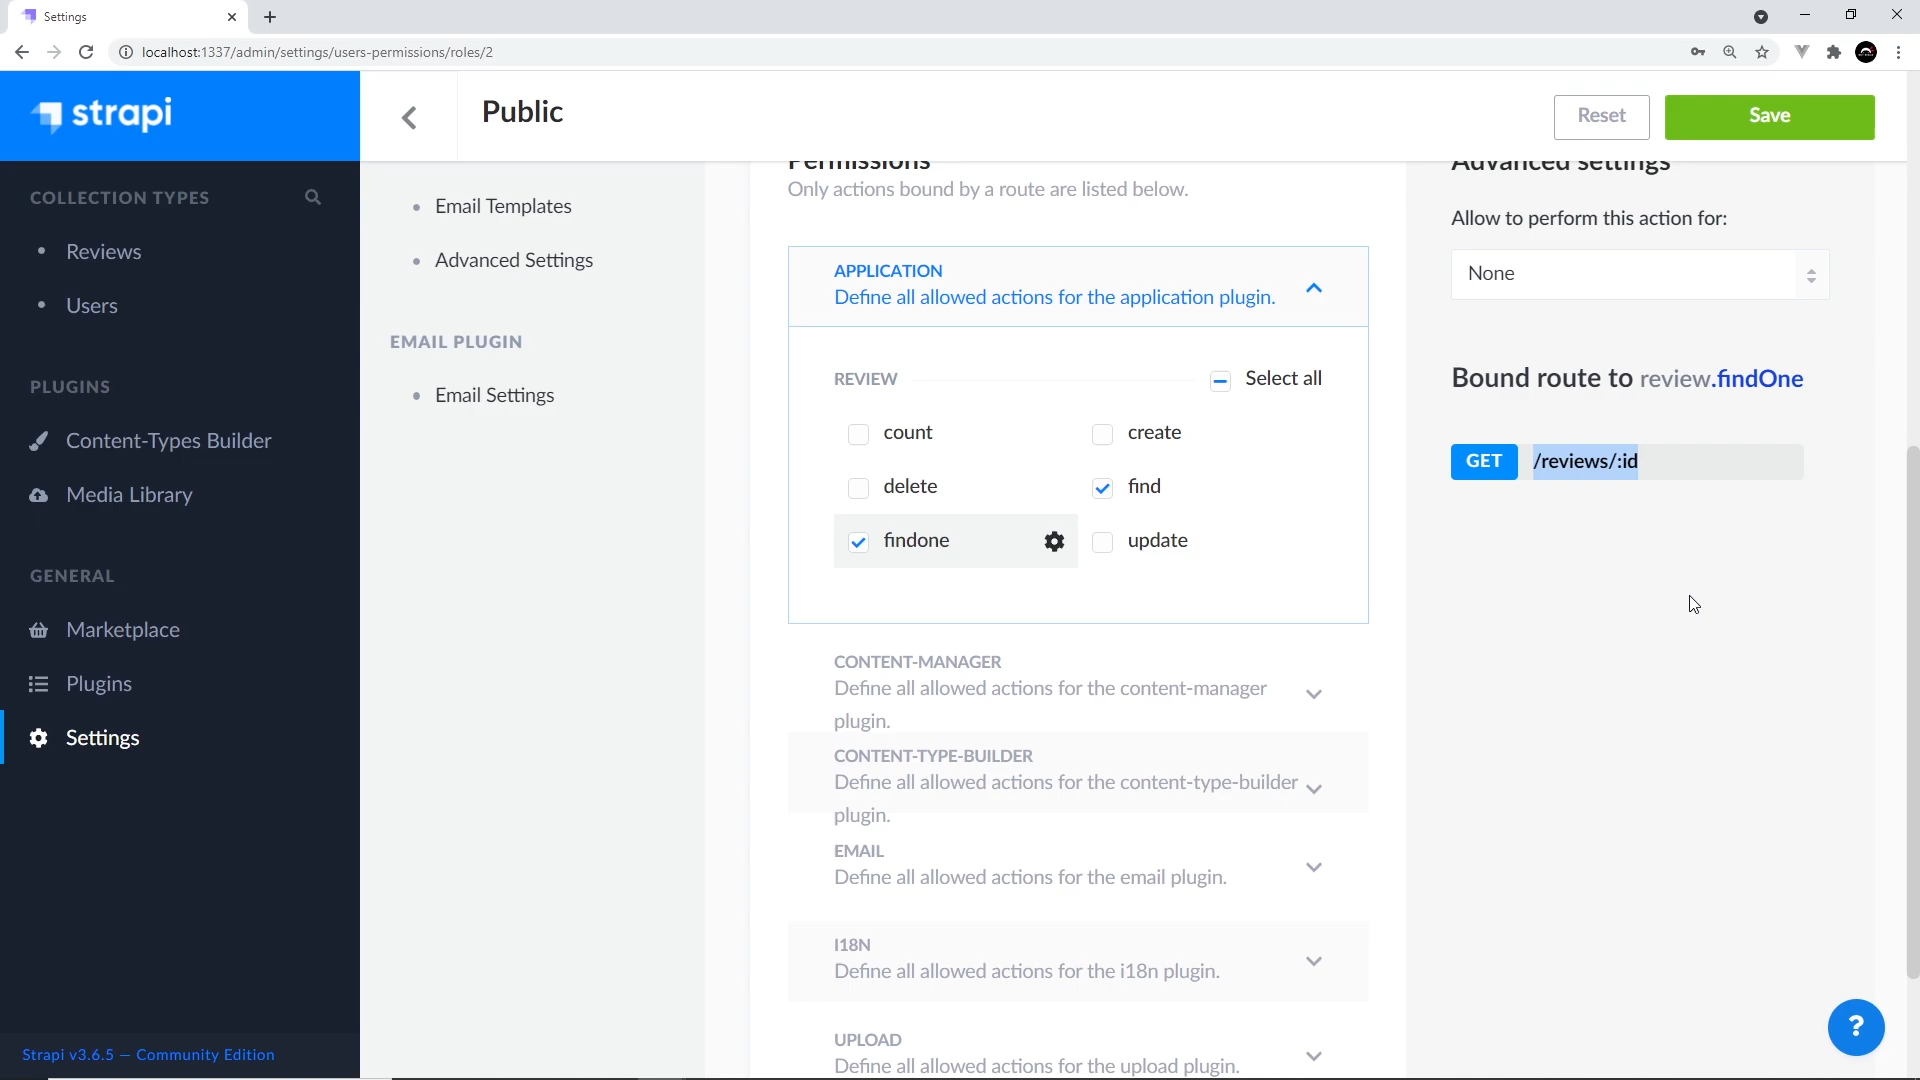 Settings
localhost:1337/admin/settings/users-permissions/roles/2
strapi
Public
Reset
Save
COLLECTION TYPES
Reviews
Users
PLUGINS
Content-Types Builder
Media Library
GENERAL
Marketplace
Plugins
Settings
Strapi v3.6.5 — Community Edition
Email Templates
Advanced Settings
EMAIL PLUGIN
Email Settings
Permissions
Only actions bound by a route are listed below.
APPLICATION
Define all allowed actions for the application plugin.
REVIEW
Select all
count
create
delete
find
findone
update
CONTENT-MANAGER
Define all allowed actions for the content-manager
plugin.
CONTENT-TYPE-BUILDER
Define all allowed actions for the content-type-builder
plugin.
EMAIL
Define all allowed actions for the email plugin.
I18N
Define all allowed actions for the i18n plugin.
UPLOAD
Define all allowed actions for the upload plugin.
Advanced settings
Allow to perform this action for:
None
Bound route to review.findOne
GET /reviews/:id
?